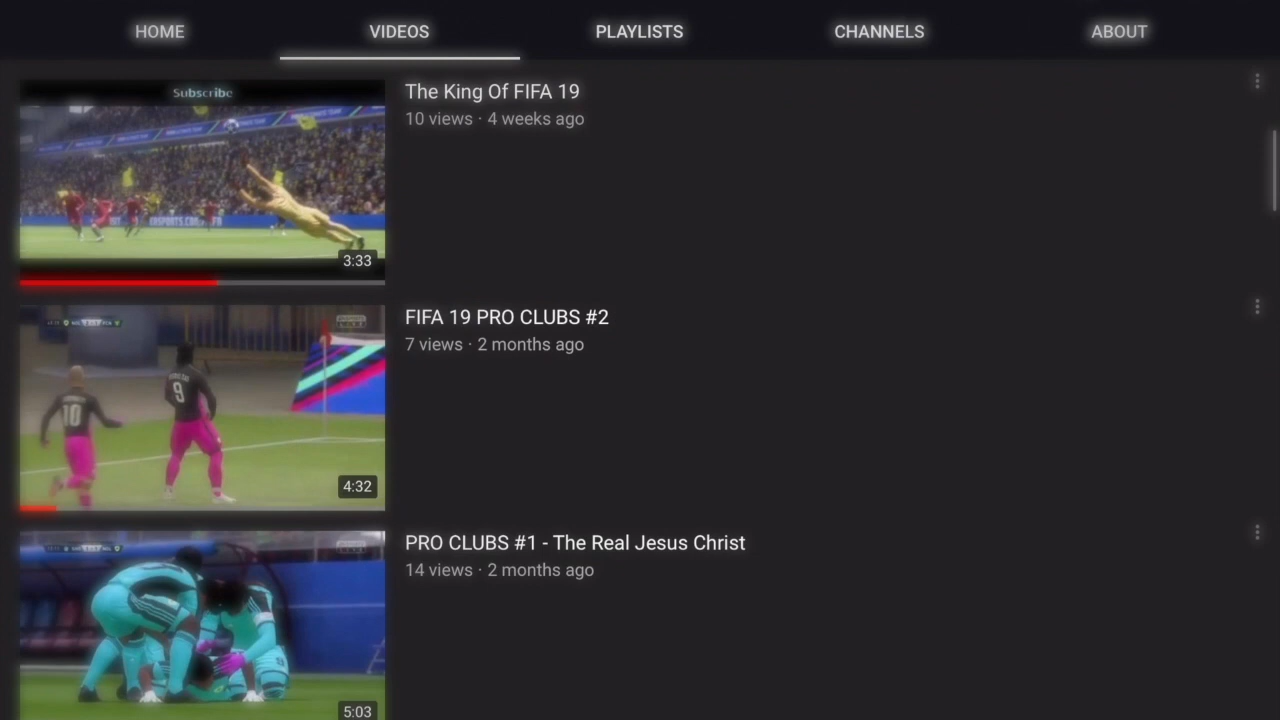 HOME
VIDEOS
PLAYLISTS
CHANNELS
ABOUT
Subscribe
3:33
The King Of FIFA 19
10 views · 4 weeks ago
9
10
4:32
FIFA 19 PRO CLUBS #2
7 views · 2 months ago
5:03
PRO CLUBS #1 - The Real Jesus Christ
14 views · 2 months ago